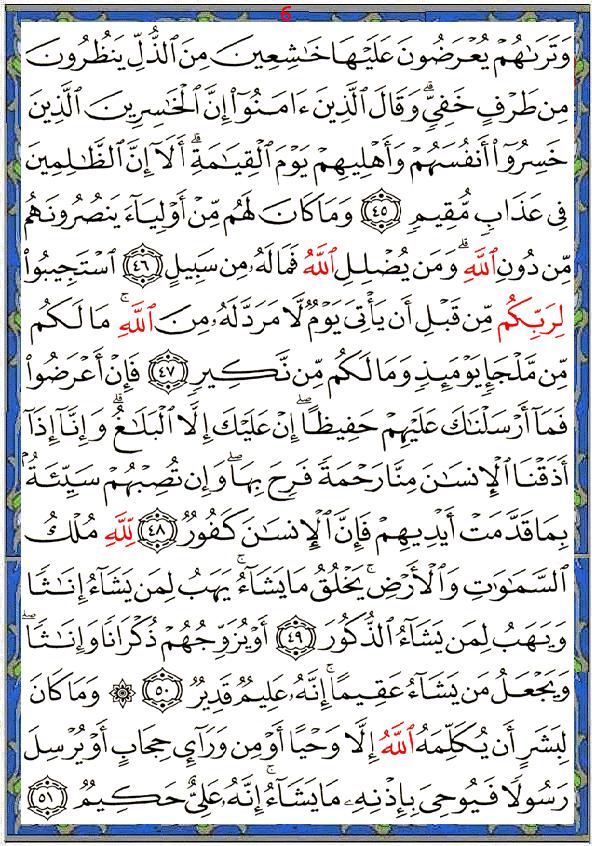 6
وَتَرَىٰهُمْ يُعْرَضُونَ عَلَيْهَا خَٰشِعِينَ مِنَ ٱلذُّلِّ يَنظُرُونَ
مِن طَرْفٍ خَفِيٍّ ۗ وَقَالَ ٱلَّذِينَ ءَامَنُوٓا۟ إِنَّ ٱلْخَٰسِرِينَ ٱلَّذِينَ
خَسِرُوٓا۟ أَنفُسَهُمْ وَأَهْلِيهِمْ يَوْمَ ٱلْقِيَٰمَةِ ۗ أَلَآ إِنَّ ٱلظَّٰلِمِينَ
فِى عَذَابٍ مُّقِيمٍ ٤٥ وَمَا كَانَ لَهُم مِّنْ أَوْلِيَآءَ يَنصُرُونَهُم
مِّن دُونِ ٱللَّهِ ۗ وَمَن يُضْلِلِ ٱللَّهُ فَمَا لَهُۥ مِن سَبِيلٍ ٤٦ ٱسْتَجِيبُوا۟
لِرَبِّكُم مِّن قَبْلِ أَن يَأْتِىَ يَوْمٌ لَّا مَرَدَّ لَهُۥ مِنَ ٱللَّهِ ۚ مَا لَكُم
مِّن مَّلْجَإٍ يَوْمَئِذٍ وَمَا لَكُم مِّن نَّكِيرٍ ٤٧ فَإِنْ أَعْرَضُوا۟
فَمَآ أَرْسَلْنَٰكَ عَلَيْهِمْ حَفِيظًا ۖ إِنْ عَلَيْكَ إِلَّا ٱلْبَلَٰغُ ۗ وَإِنَّآ إِذَآ
أَذَقْنَا ٱلْإِنسَٰنَ مِنَّا رَحْمَةً فَرِحَ بِهَا ۖ وَإِن تُصِبْهُمْ سَيِّئَةٌۢ
بِمَا قَدَّمَتْ أَيْدِيهِمْ فَإِنَّ ٱلْإِنسَٰنَ كَفُورٌ ٤٨ لِّلَّهِ مُلْكُ
ٱلسَّمَٰوَٰتِ وَٱلْأَرْضِ ۚ يَخْلُقُ مَا يَشَآءُ ۚ يَهَبُ لِمَن يَشَآءُ إِنَٰثًا
وَيَهَبُ لِمَن يَشَآءُ ٱلذُّكُورَ ٤٩ أَوْ يُزَوِّجُهُمْ ذُكْرَانًا وَإِنَٰثًا ۖ
وَيَجْعَلُ مَن يَشَآءُ عَقِيمًا ۚ إِنَّهُۥ عَلِيمٌ قَدِيرٌ ٥٠ ۞ وَمَا كَانَ
لِبَشَرٍ أَن يُكَلِّمَهُ ٱللَّهُ إِلَّا وَحْيًا أَوْ مِن وَرَآئِ حِجَابٍ أَوْ يُرْسِلَ
رَسُولًا فَيُوحِىَ بِإِذْنِهِۦ مَا يَشَآءُ ۚ إِنَّهُۥ عَلِىٌّ حَكِيمٌ ٥١